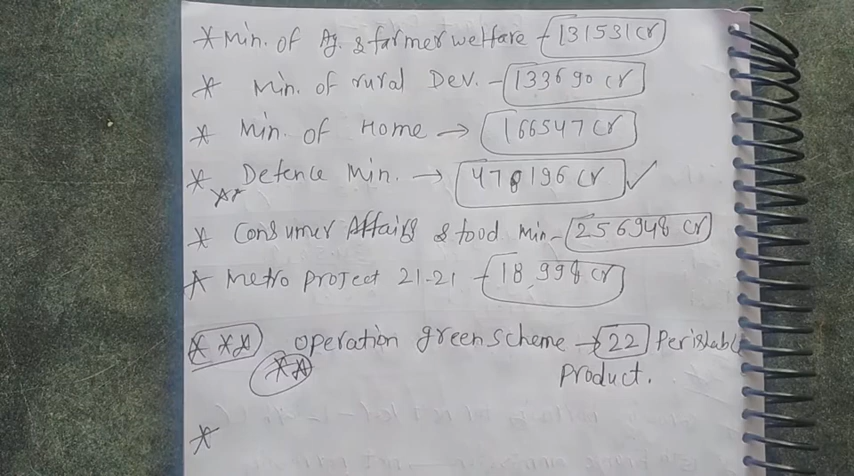 * Min. of Ag. & farmer welfare - 131531 cr
* Min. of rural Dev. - 133690 cr
* Min. of Home → 166547 cr
* Defence Min. → 478196 cr ✓
* Consumer Affairs & food min - 256948 cr
* Metro Project 21-21 - 18,998 cr
*** operation green scheme → 22 Perishable
** Product.
*